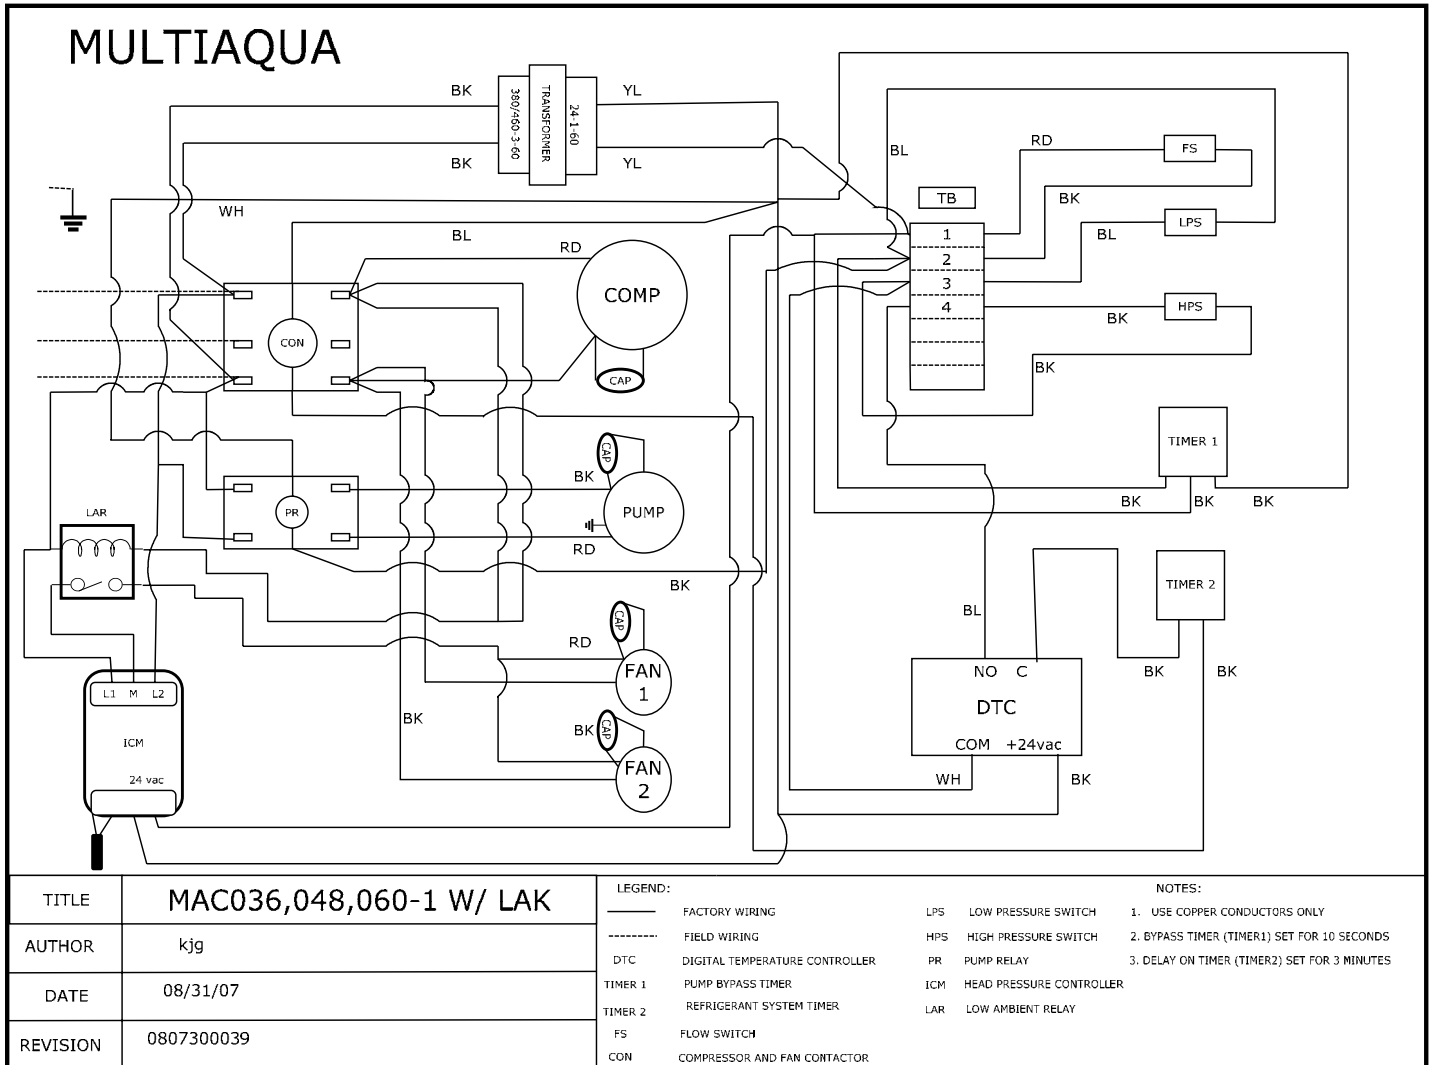 MULTIAQUA
BK
380/460-3-60
TRANSFORMER
24-1-60
YL
BK
YL
WH
BL
RD
COMP
CAP
CON
BL
RD
FS
BK
TB
BL
LPS
1
2
3
4
BK
HPS
BK
TIMER 1
BK
BK
BK
CAP
BK
PUMP
RD
PR
LAR
BK
TIMER 2
BL
BK
BK
CAP
RD
FAN
1
BK
BK
CAP
FAN
2
L1 M L2
ICM
24 vac
NO C
DTC
COM +24vac
WH
BK
TITLE
MAC036,048,060-1 W/ LAK
AUTHOR
kjg
DATE
08/31/07
REVISION
0807300039
LEGEND:
FACTORY WIRING
FIELD WIRING
DTC DIGITAL TEMPERATURE CONTROLLER
TIMER 1 PUMP BYPASS TIMER
TIMER 2 REFRIGERANT SYSTEM TIMER
FS FLOW SWITCH
CON COMPRESSOR AND FAN CONTACTOR
LPS LOW PRESSURE SWITCH
HPS HIGH PRESSURE SWITCH
PR PUMP RELAY
ICM HEAD PRESSURE CONTROLLER
LAR LOW AMBIENT RELAY
NOTES:
1. USE COPPER CONDUCTORS ONLY
2. BYPASS TIMER (TIMER1) SET FOR 10 SECONDS
3. DELAY ON TIMER (TIMER2) SET FOR 3 MINUTES